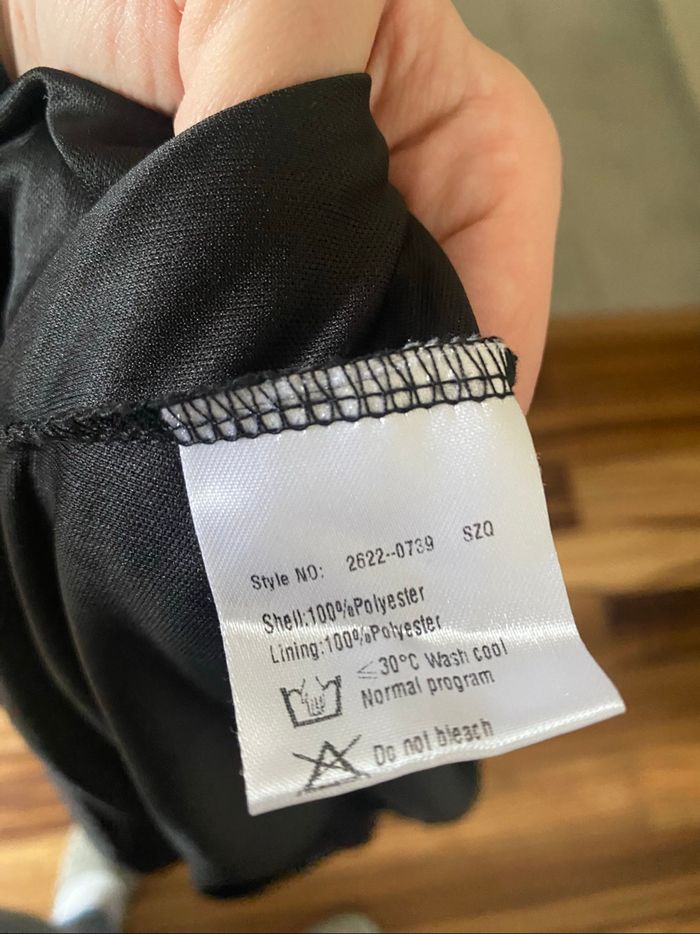 Style NO: 2622--0739 SZQ
Shell:100%Polyester
Lining:100%Polyester
≤30°C Wash cool
Normal program
Do not bleach